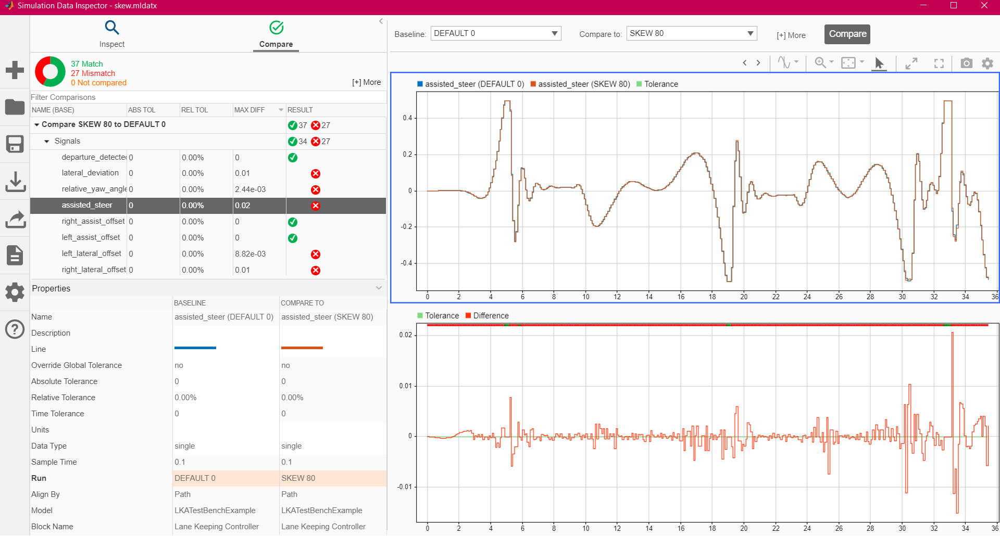 Simulation Data Inspector - skew.mldatx
Inspect
Compare
37 Match
27 Mismatch
0 Not compared
[+] More
Filter Comparisons
NAME (BASE) ABS TOL REL TOL MAX DIFF RESULT
Compare SKEW 80 to DEFAULT 0 37 27
Signals 34 27
departure_detected 0 0.00% 0
lateral_deviation 0 0.00% 0.01
relative_yaw_angle 0 0.00% 2.44e-03
assisted_steer 0 0.00% 0.02
right_assist_offset 0 0.00% 0
left_assist_offset 0 0.00% 0
left_lateral_offset 0 0.00% 8.82e-03
right_lateral_offset 0 0.00% 0.01
Properties
BASELINE COMPARE TO
Name assisted_steer (DEFAULT 0) assisted_steer (SKEW 80)
Description
Line
Override Global Tolerance no no
Absolute Tolerance 0 0
Relative Tolerance 0.00% 0.00%
Time Tolerance 0 0
Units
Data Type single single
Sample Time 0.1 0.1
Run DEFAULT 0 SKEW 80
Align By Path Path
Model LKATestBenchExample LKATestBenchExample
Block Name Lane Keeping Controller Lane Keeping Controller
Baseline: DEFAULT 0 Compare to: SKEW 80 [+] More Compare
assisted_steer (DEFAULT 0) assisted_steer (SKEW 80) Tolerance
0.4
0.2
0
-0.2
-0.4
0 2 4 6 8 10 12 14 16 18 20 22 24 26 28 30 32 34 36
Tolerance Difference
0.02
0.01
0
-0.01
0 2 4 6 8 10 12 14 16 18 20 22 24 26 28 30 32 34 36